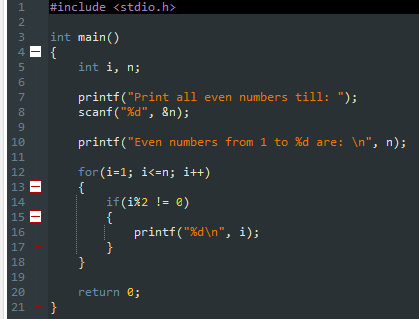 1 #include <stdio.h>
2
3 int main()
4 {
5 int i, n;
6
7 printf("Print all even numbers till: ");
8 scanf("%d", &n);
9
10 printf("Even numbers from 1 to %d are: \n", n);
11
12 for(i=1; i<=n; i++)
13 {
14 if(i%2 != 0)
15 {
16 printf("%d\n", i);
17 }
18 }
19
20 return 0;
21 }